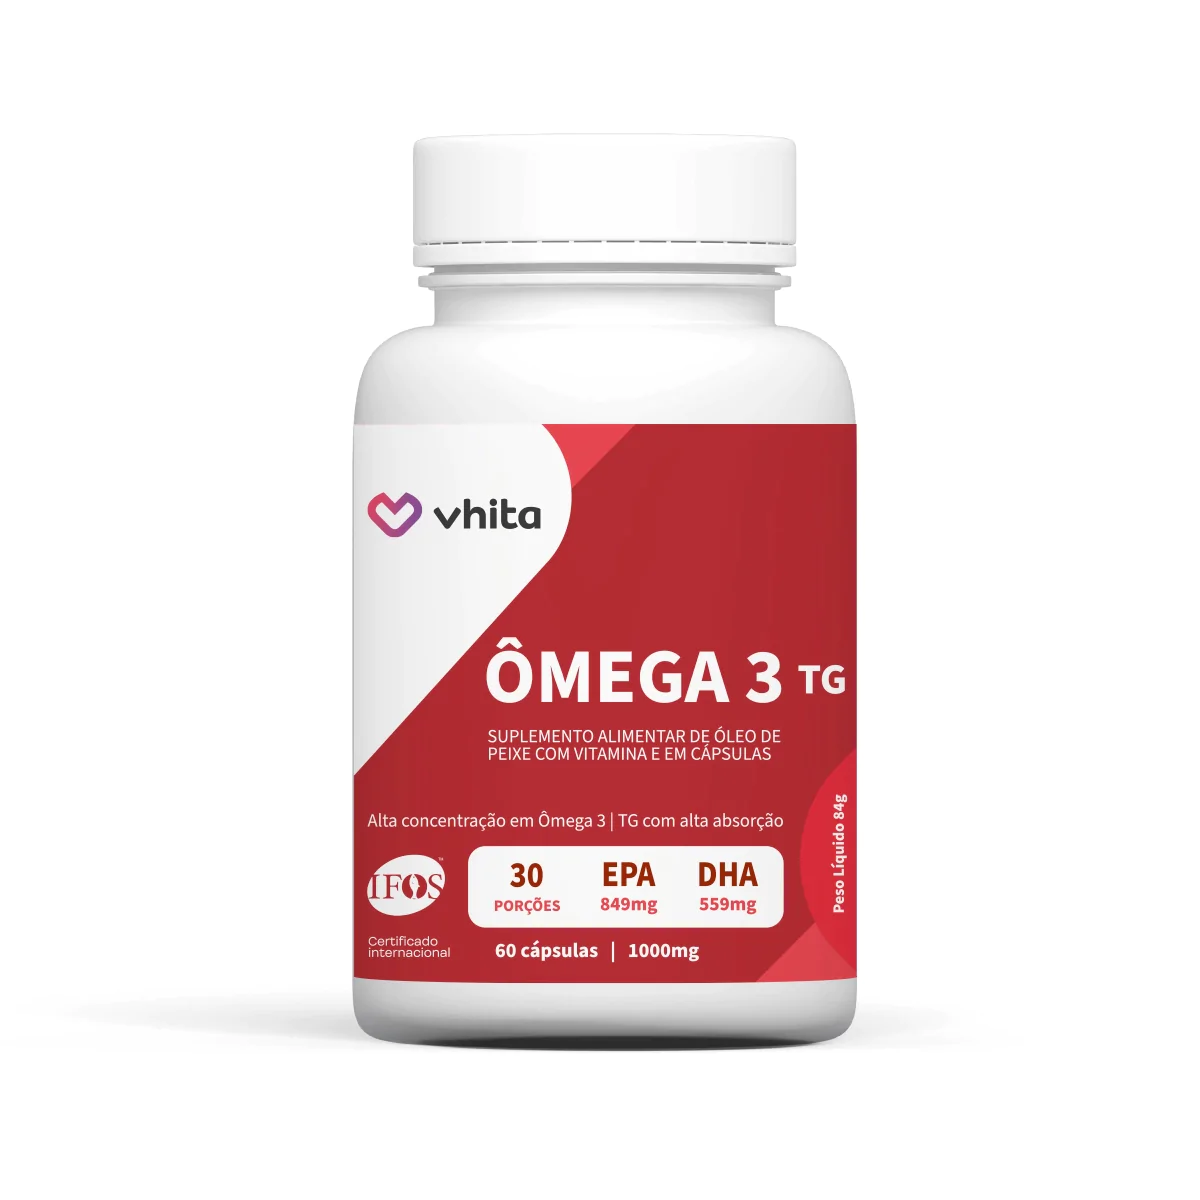 vhita
ÔMEGA 3 TG
SUPLEMENTO ALIMENTAR DE ÓLEO DE
PEIXE COM VITAMINA E EM CÁPSULAS
Alta concentração em Ômega 3 | TG com alta absorção
IFOS™
Certificado
internacional
30
PORÇÕES
EPA
849mg
DHA
559mg
60 cápsulas | 1000mg
Peso Líquido 84g